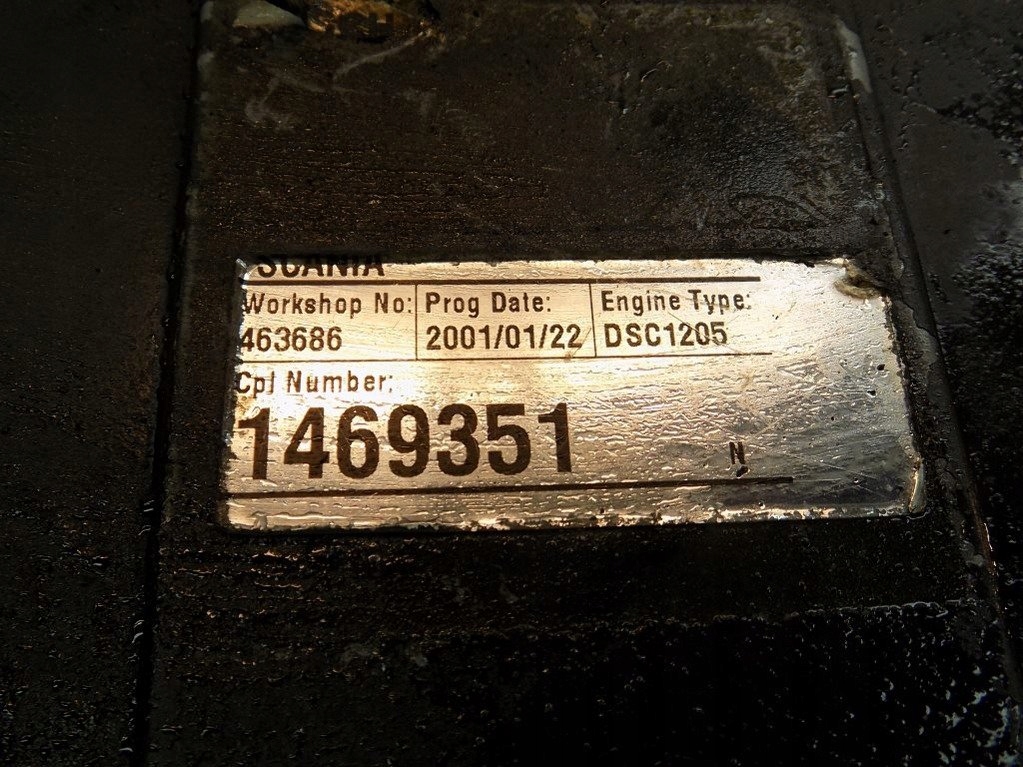 SCANIA
Workshop No: Prog Date: Engine Type:
463686 2001/01/22 DSC1205
Cpl Number:
1469351
N